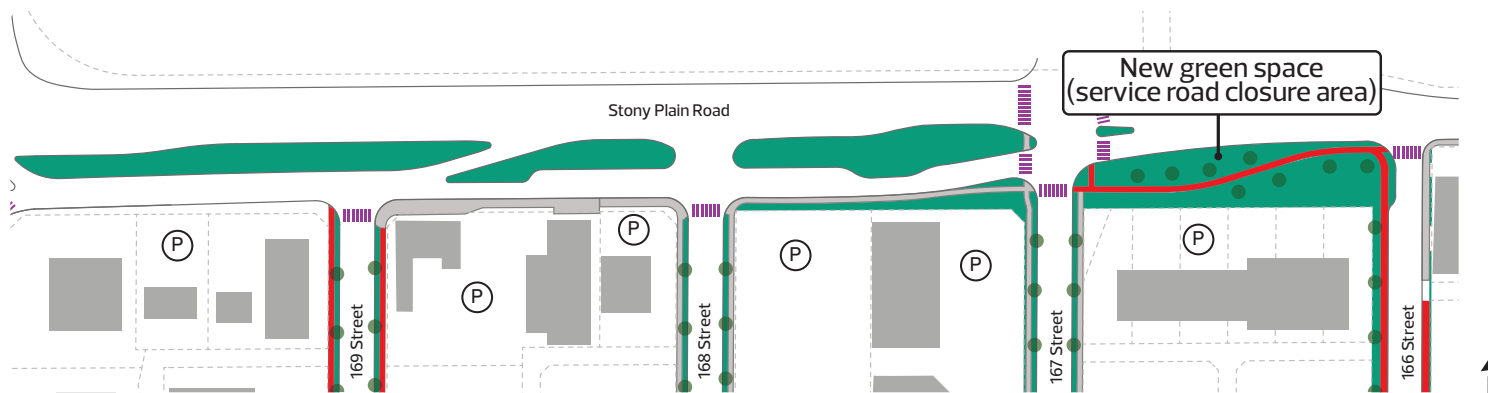 New green space
(service road closure area)
Stony Plain Road
P
P
P
P
P
P
169 Street
168 Street
167 Street
166 Street